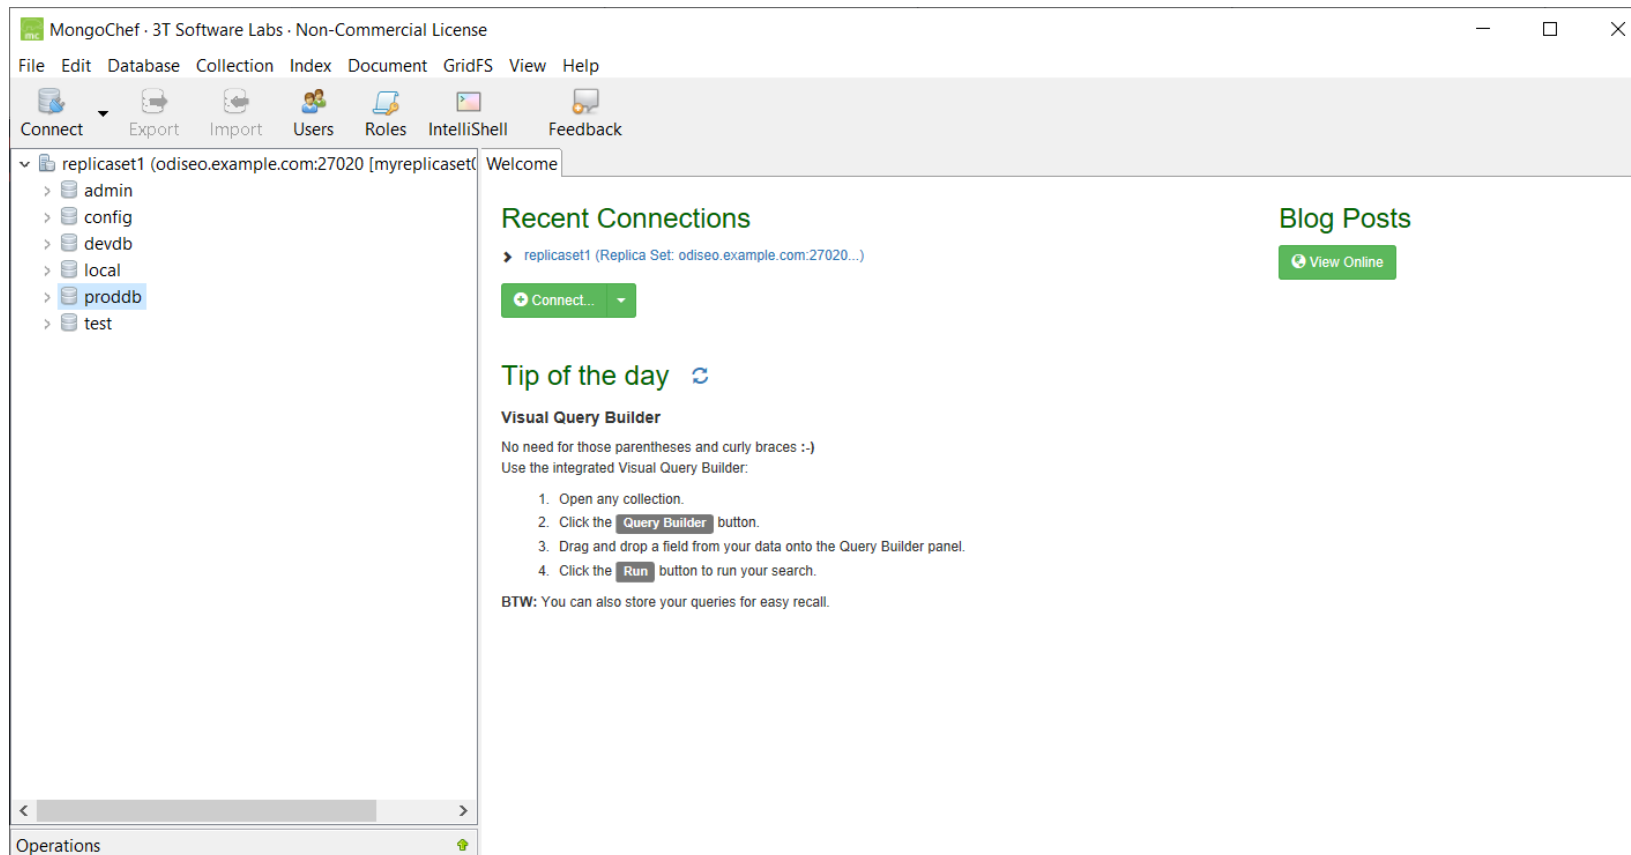 MongoChef · 3T Software Labs · Non-Commercial License
File Edit Database Collection Index Document GridFS View Help
Connect Export Import Users Roles IntelliShell Feedback
replicaset1 (odiseo.example.com:27020 [myreplicaset0
Welcome
admin
config
devdb
local
proddb
test
Recent Connections
replicaset1 (Replica Set: odiseo.example.com:27020...)
Connect...
Blog Posts
View Online
Tip of the day
Visual Query Builder
No need for those parentheses and curly braces :-)
Use the integrated Visual Query Builder:
1. Open any collection.
2. Click the Query Builder button.
3. Drag and drop a field from your data onto the Query Builder panel.
4. Click the Run button to run your search.
BTW: You can also store your queries for easy recall.
Operations